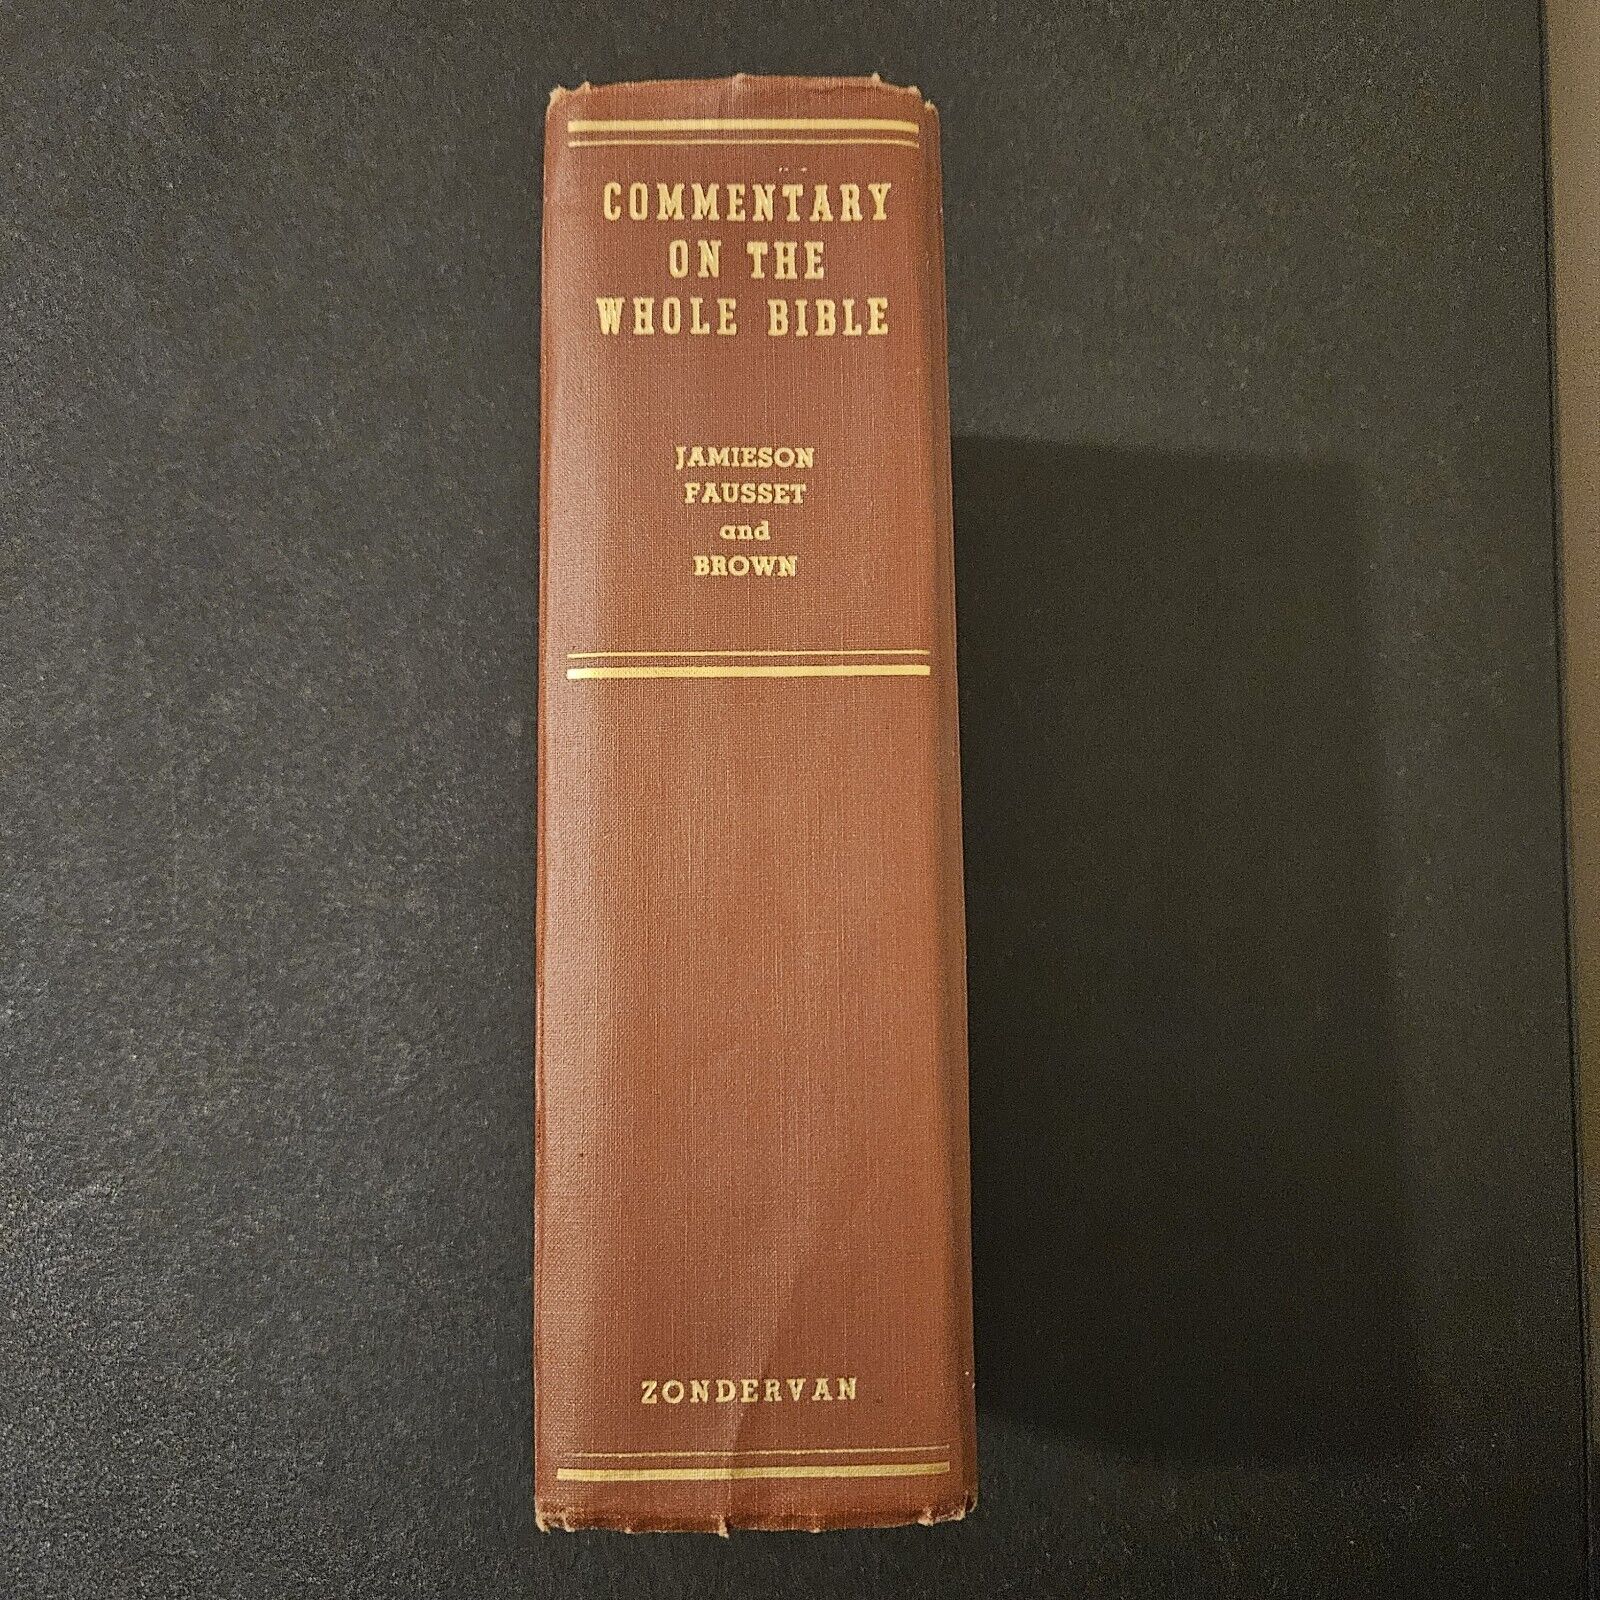 COMMENTARY
ON THE
WHOLE BIBLE
JAMIESON
FAUSSET
and
BROWN
ZONDERVAN